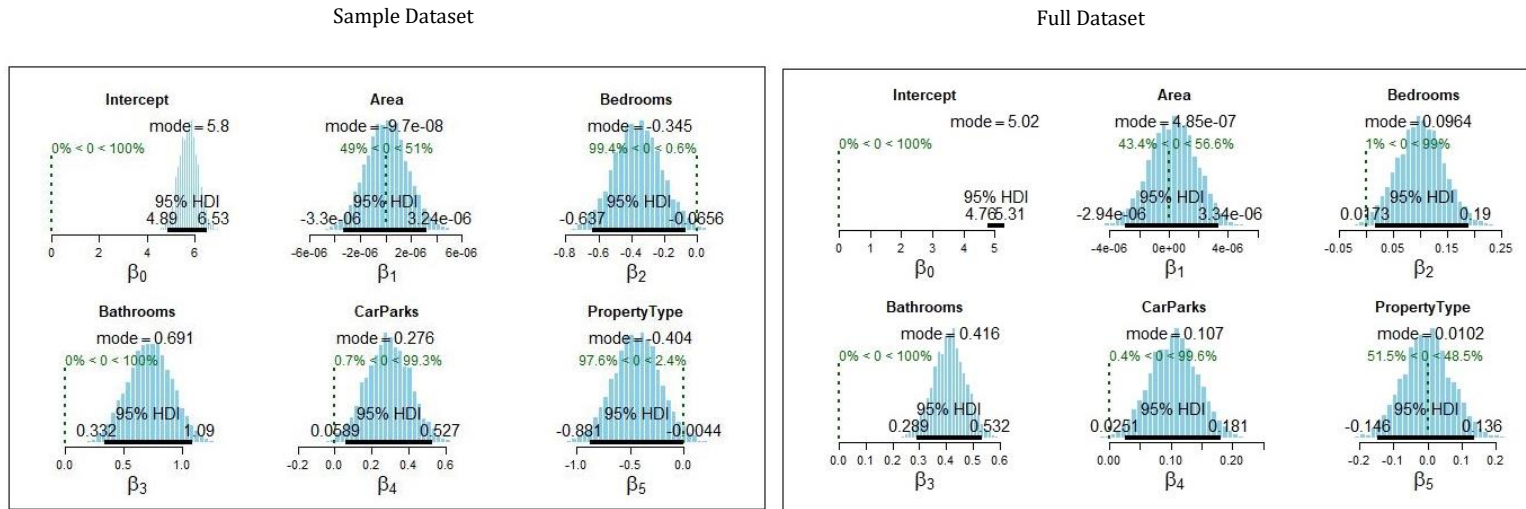 Sample Dataset
Full Dataset
Intercept
mode = 5.8
0% < 0 < 100%
95% HDI
4.89 6.53
0 2 4 6
β0
Area
mode = -9.7e-08
49% < 0 < 51%
95% HDI
-3.3e-06 3.24e-06
-6e-06 -2e-06 2e-06 6e-06
β1
Bedrooms
mode = -0.345
99.4% < 0 < 0.6%
95% HDI
-0.637 -0.0656
-0.8 -0.6 -0.4 -0.2 0.0
β2
Bathrooms
mode = 0.691
0% < 0 < 100%
95% HDI
0.332 1.09
0.0 0.5 1.0
β3
CarParks
mode = 0.276
0.7% < 0 < 99.3%
95% HDI
0.0589 0.527
-0.2 0.0 0.2 0.4 0.6
β4
PropertyType
mode = -0.404
97.6% < 0 < 2.4%
95% HDI
-0.881 -0.0044
-1.0 -0.5 0.0
β5
Intercept
mode = 5.02
0% < 0 < 100%
95% HDI
4.76 5.31
0 1 2 3 4 5
β0
Area
mode = 4.85e-07
43.4% < 0 < 56.6%
95% HDI
-2.94e-06 3.34e-06
-4e-06 0e+00 4e-06
β1
Bedrooms
mode = 0.0964
1% < 0 < 99%
95% HDI
0.0173 0.19
-0.05 0.05 0.15 0.25
β2
Bathrooms
mode = 0.416
0% < 0 < 100%
95% HDI
0.289 0.532
0.0 0.1 0.2 0.3 0.4 0.5 0.6
β3
CarParks
mode = 0.107
0.4% < 0 < 99.6%
95% HDI
0.0251 0.181
0.00 0.10 0.20
β4
PropertyType
mode = 0.0102
51.5% < 0 < 48.5%
95% HDI
-0.146 0.136
-0.2 -0.1 0.0 0.1 0.2
β5